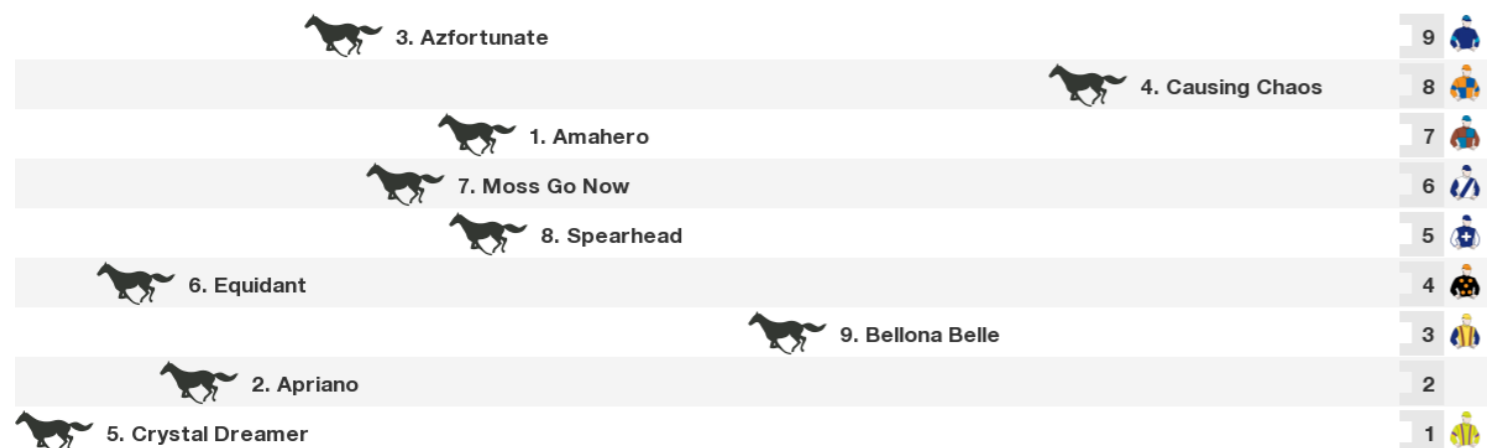 3. Azfortunate 9
4. Causing Chaos 8
1. Amahero 7
7. Moss Go Now 6
8. Spearhead 5
6. Equidant 4
9. Bellona Belle 3
2. Apriano 2
5. Crystal Dreamer 1